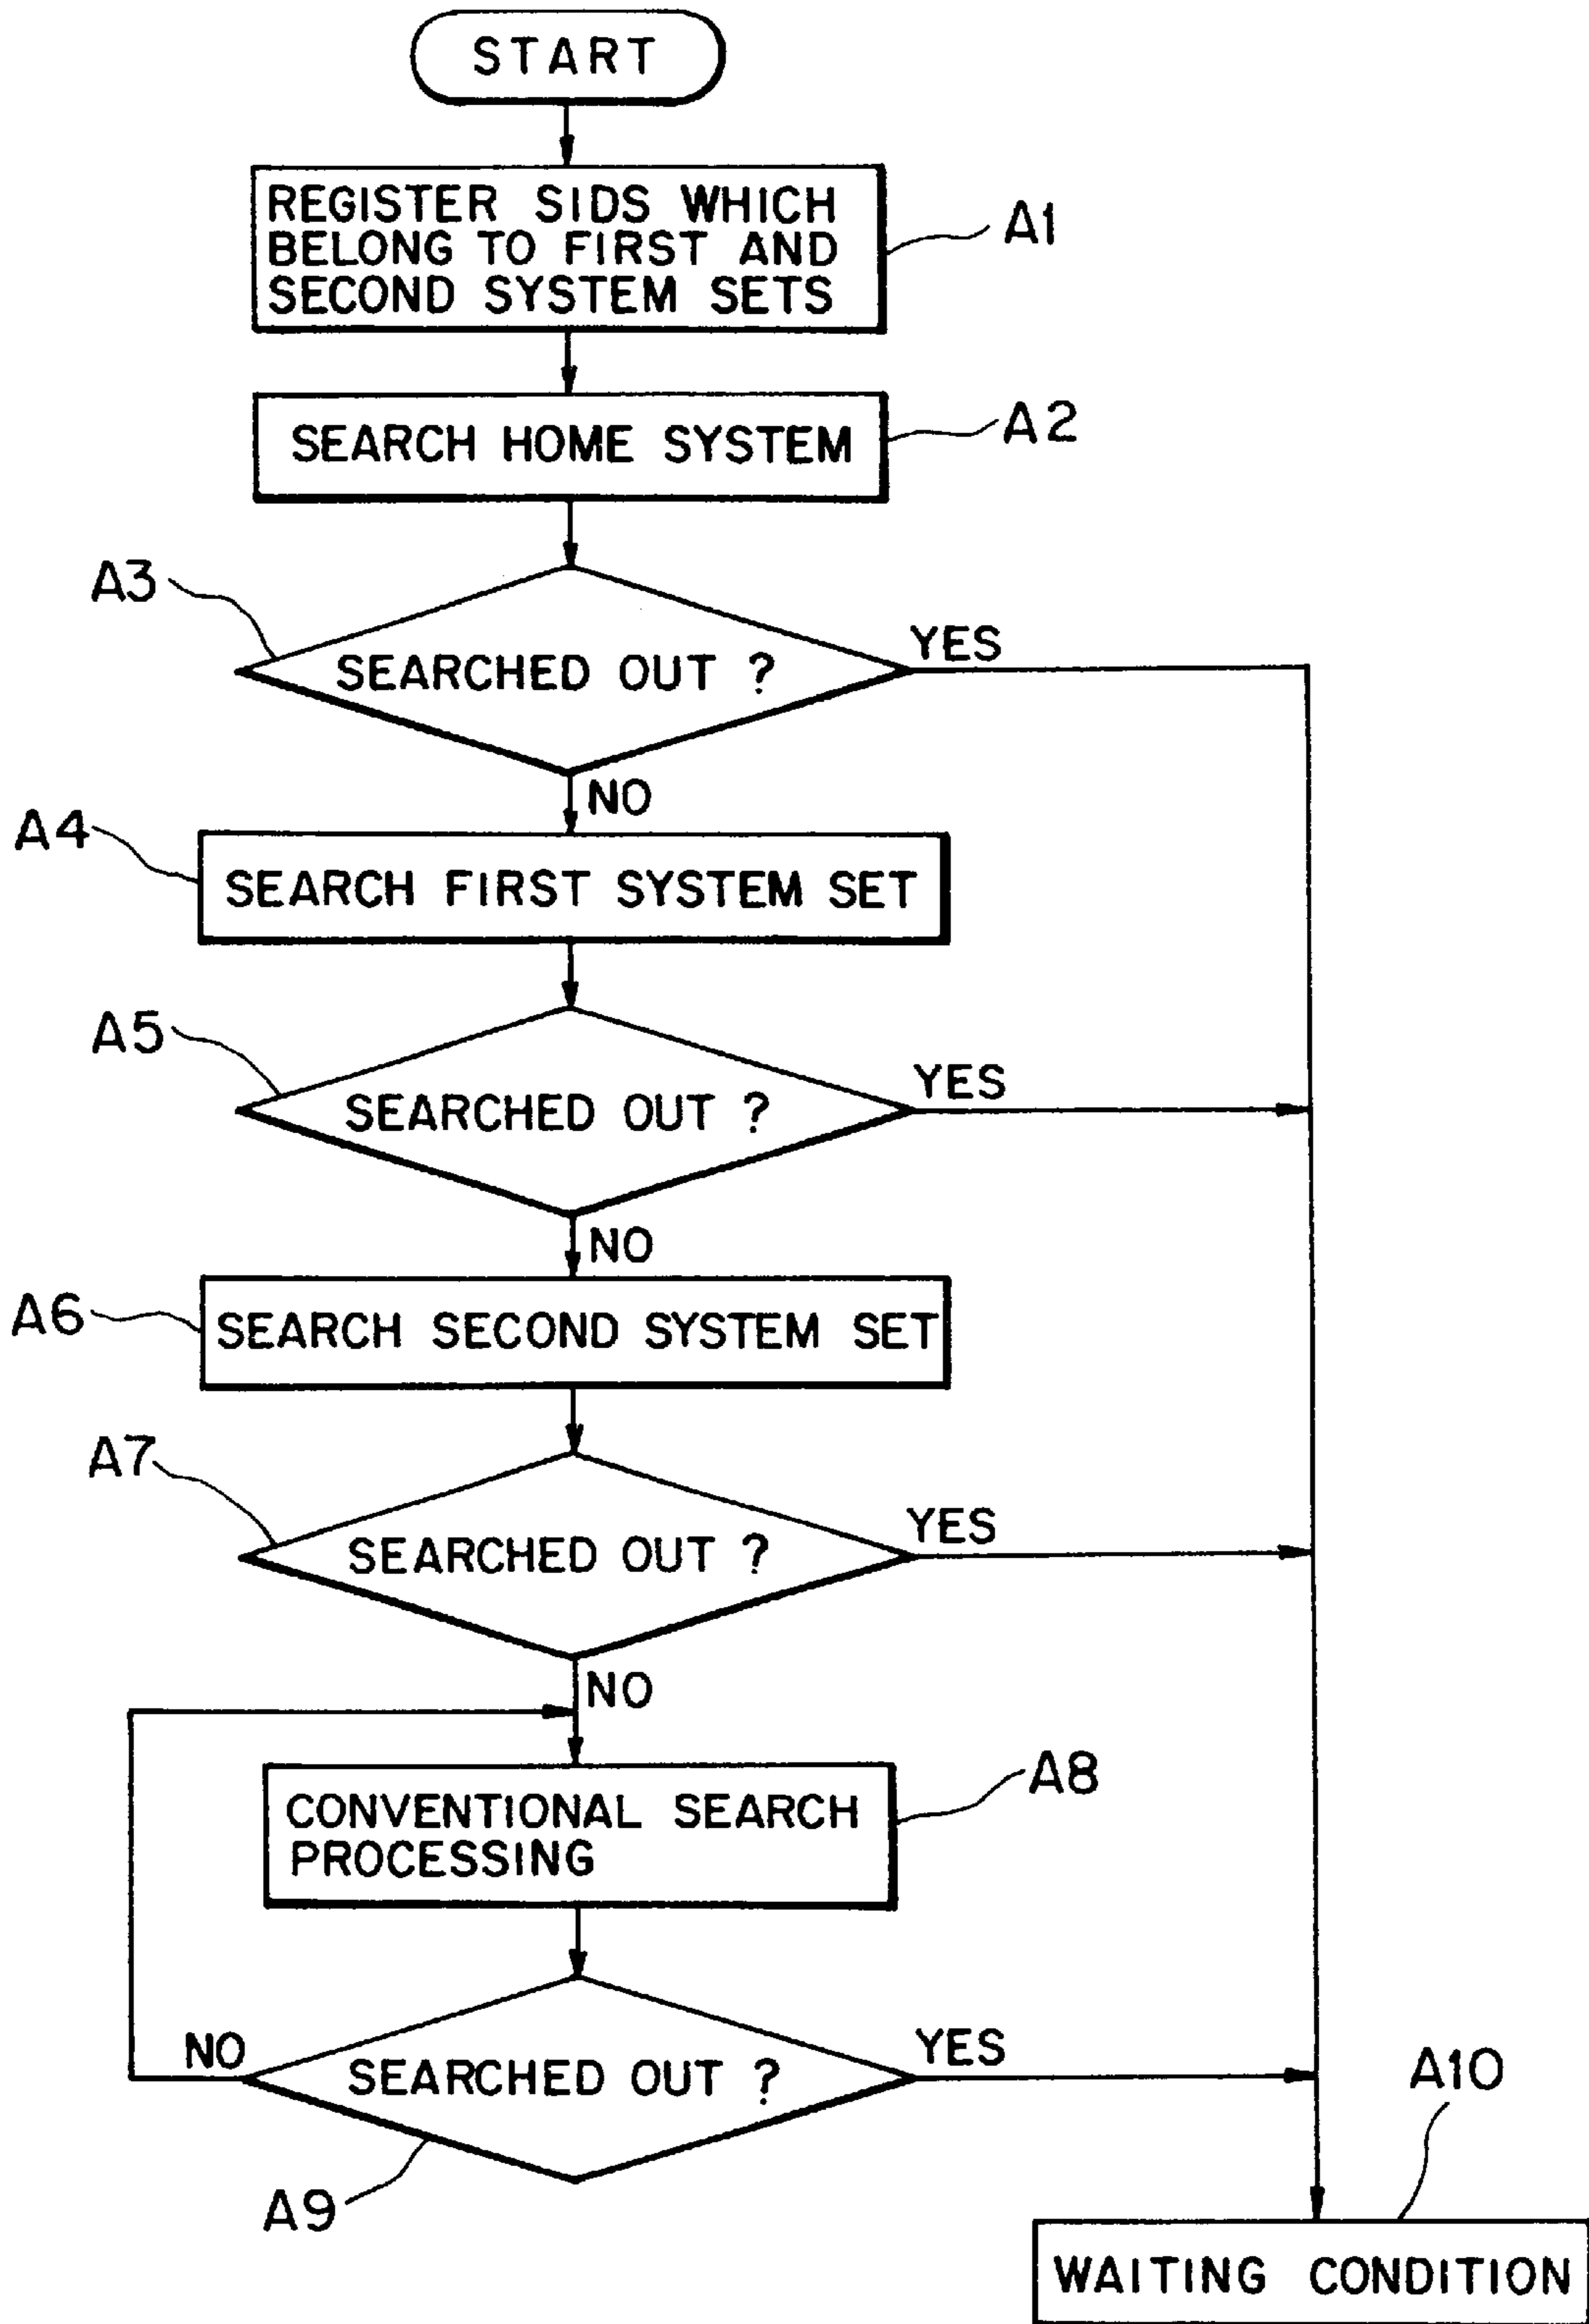 START
REGISTER SIDS WHICH
BELONG TO FIRST AND
SECOND SYSTEM SETS
A1
SEARCH HOME SYSTEM
A2
A3
SEARCHED OUT ?
YES
NO
A4
SEARCH FIRST SYSTEM SET
A5
SEARCHED OUT ?
YES
NO
A6
SEARCH SECOND SYSTEM SET
A7
SEARCHED OUT ?
YES
NO
A8
CONVENTIONAL SEARCH
PROCESSING
NO
SEARCHED OUT ?
YES
A9
A10
WAITING CONDITION